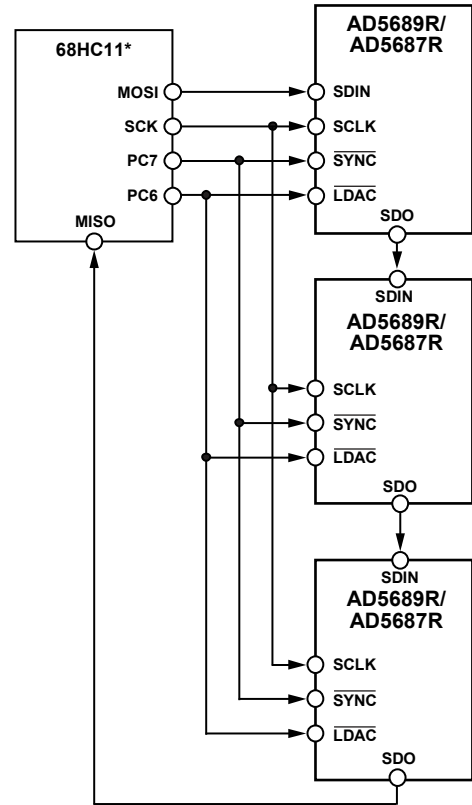 68HC11*
MOSI
SCK
PC7
PC6
MISO
AD5689R/
AD5687R
SDIN
SCLK
SYNC
LDAC
SDO
SDIN
AD5689R/
AD5687R
SCLK
SYNC
LDAC
SDO
SDIN
AD5689R/
AD5687R
SCLK
SYNC
LDAC
SDO